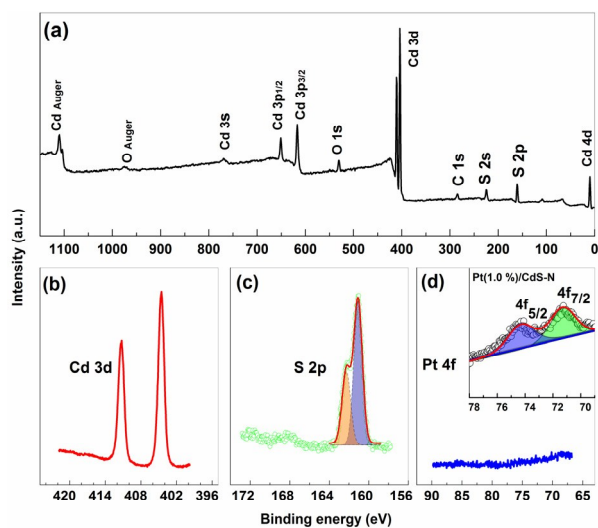 (a)
Cd Auger
O Auger
Cd 3s
Cd 3p1/2
Cd 3p3/2
O 1s
Cd 3d
C 1s
S 2s
S 2p
Cd 4d
1100 1000 900 800 700 600 500 400 300 200 100 0
Intensity (a.u.)
(b)
Cd 3d
420 412 404 396
(c)
S 2p
172 168 164 160 156
(d)
Pt(1.0 %)/CdS-N
4f5/2
4f7/2
78 76 74 72 70
Pt 4f
90 85 80 75 70 65
Binding energy (eV)